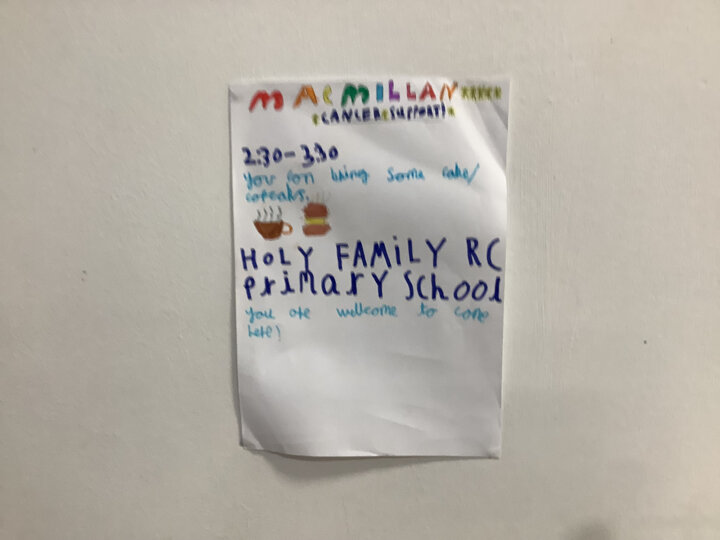 MACMILLAN****
*CANCER*SUPPORT!*
2:30-3:30
You can bring some cake/
cupcaks.
HOLY FAMILY RC
primary School
You are wellcome to come
here!